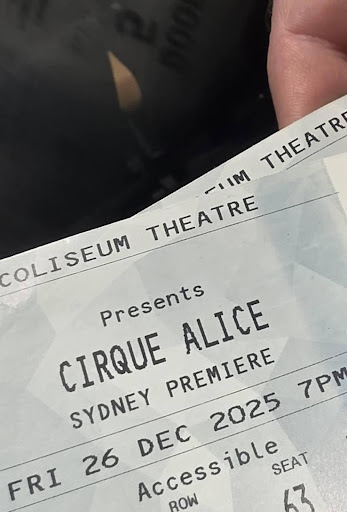 UM THEATRE
COLISEUM THEATRE
Presents
CIRQUE ALICE
SYDNEY PREMIERE
FRI 26 DEC 2025 7PM
Accessible
ROW SEAT
63